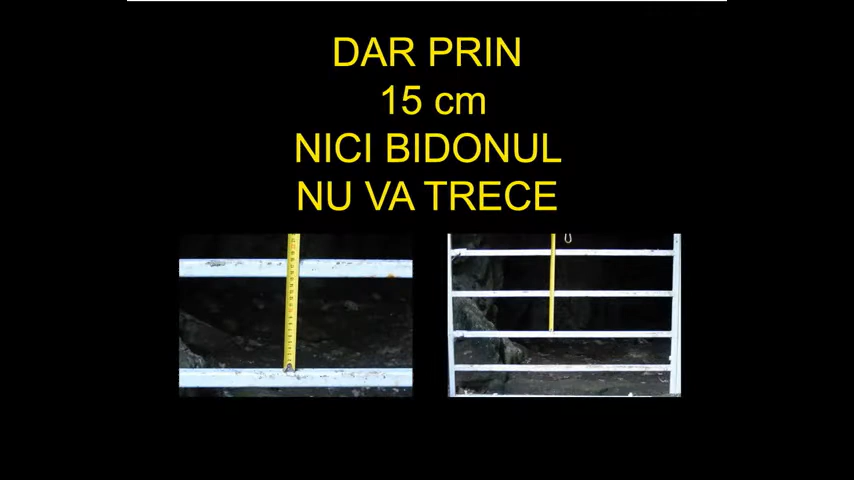 DAR PRIN
15 cm
NICI BIDONUL
NU VA TRECE